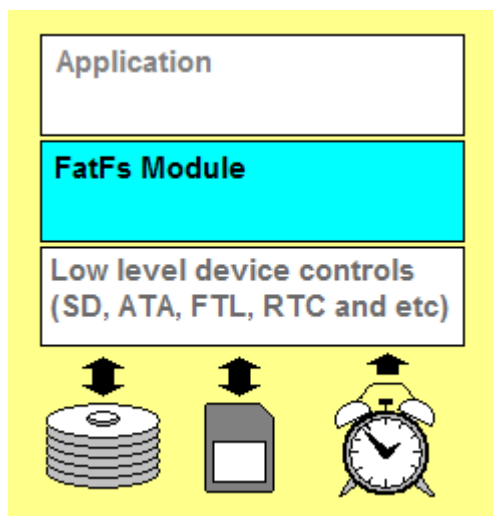 Application
FatFs Module
Low level device controls
(SD, ATA, FTL, RTC and etc)